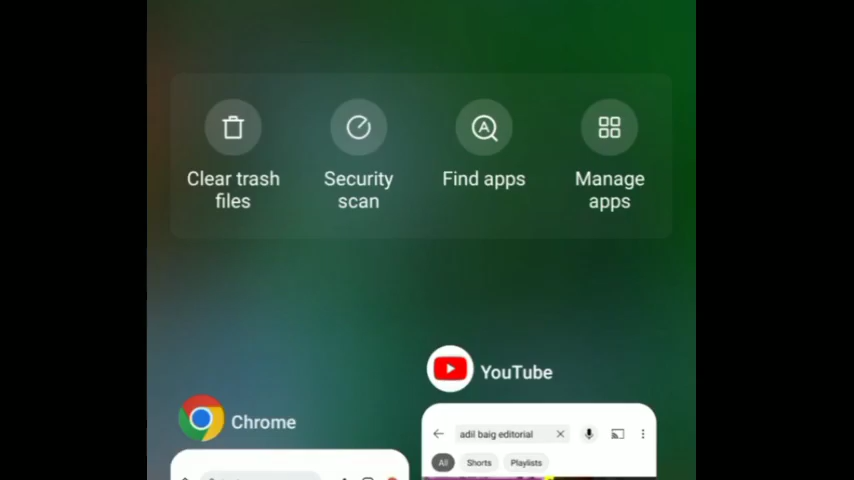 Clear trash files
Security scan
Find apps
Manage apps
YouTube
Chrome
adil baig editorial
All Shorts Playlists